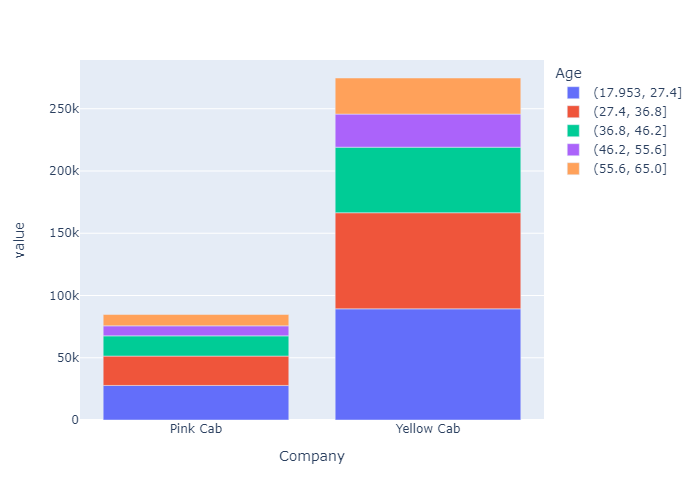 Age
(17.953, 27.4]
(27.4, 36.8]
(36.8, 46.2]
(46.2, 55.6]
(55.6, 65.0]
250k
200k
150k
100k
50k
0
value
Pink Cab
Yellow Cab
Company